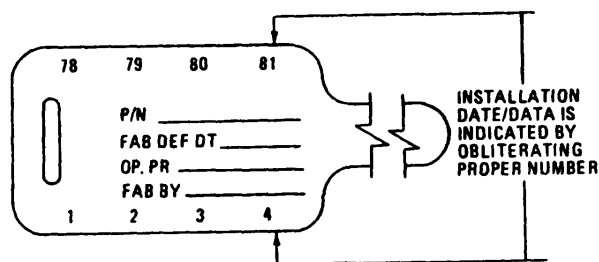 78 79 80 81
P/N
FAB DEF DT
OP. PR
FAB BY
1 2 3 4
INSTALLATION
DATE/DATA IS
INDICATED BY
OBLITERATING
PROPER NUMBER